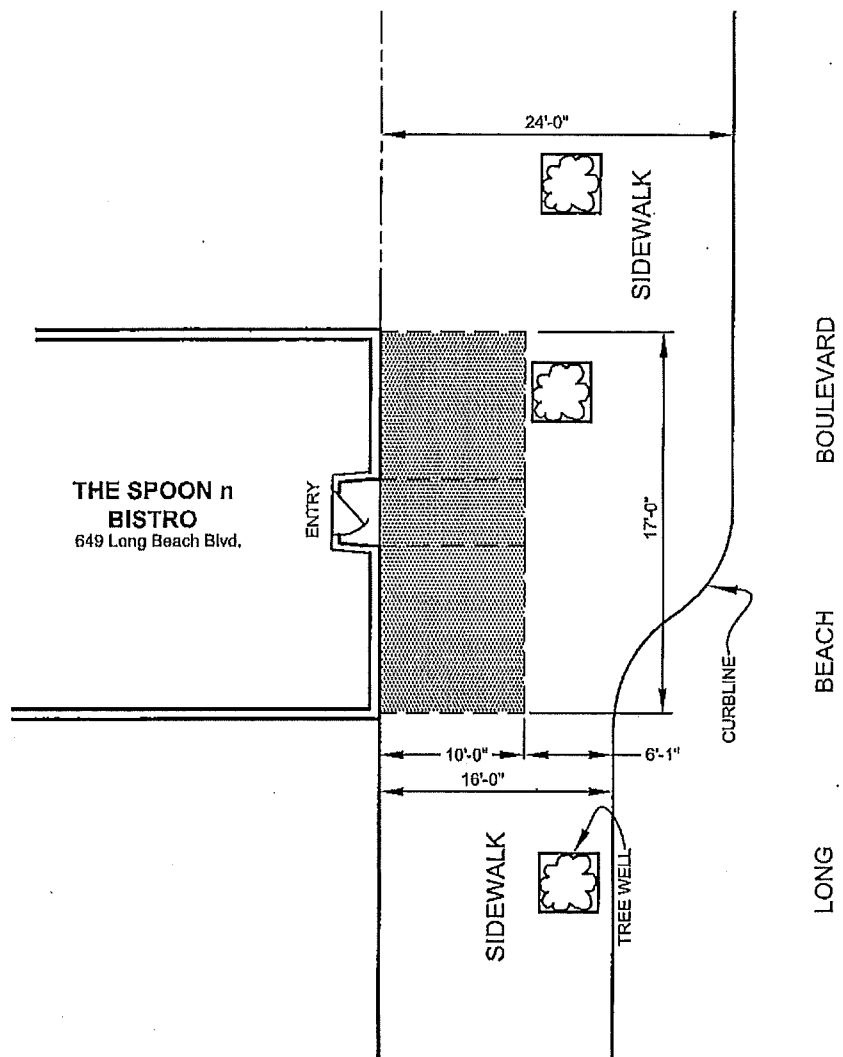 24'-0"
SIDEWALK
THE SPOON n
BISTRO
649 Long Beach Blvd,
ENTRY
17'-0"
CURBLINE
LONG BEACH BOULEVARD
10'-0"
6'-1"
16'-0"
SIDEWALK
TREE WELL